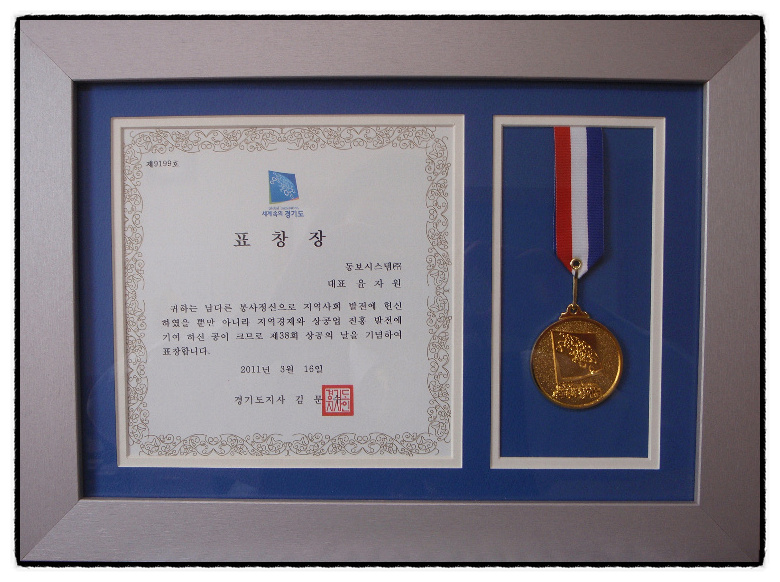 제9199호
세계속의 경기도
표 창 장
동보시스템㈜
대표 윤 자 원
귀하는 남다른 봉사정신으로 지역사회 발전에 헌신
하였을 뿐만 아니라 지역경제와 상공업 진흥 발전에
기여 하신 공이 크므로 제38회 상공의 날을 기념하여
표창합니다.
2011년 3월 16일
경기도지사 김 문